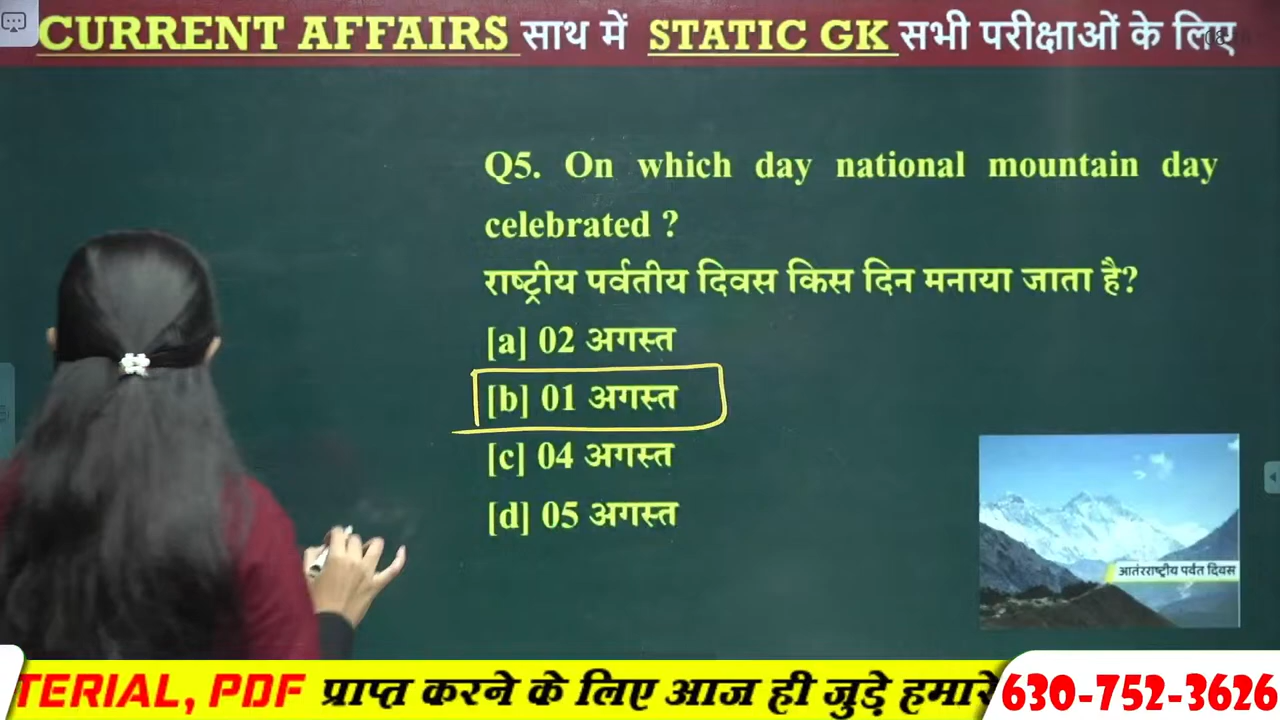 CURRENT AFFAIRS साथ में STATIC GK सभी परीक्षाओं के लिए
Q5. On which day national mountain day
celebrated ?
राष्ट्रीय पर्वतीय दिवस किस दिन मनाया जाता है?
[a] 02 अगस्त
[b] 01 अगस्त
[c] 04 अगस्त
[d] 05 अगस्त
आतंरराष्ट्रीय पर्वत दिवस
TERIAL, PDF प्राप्त करने के लिए आज ही जुड़े हमारे
630-752-3626